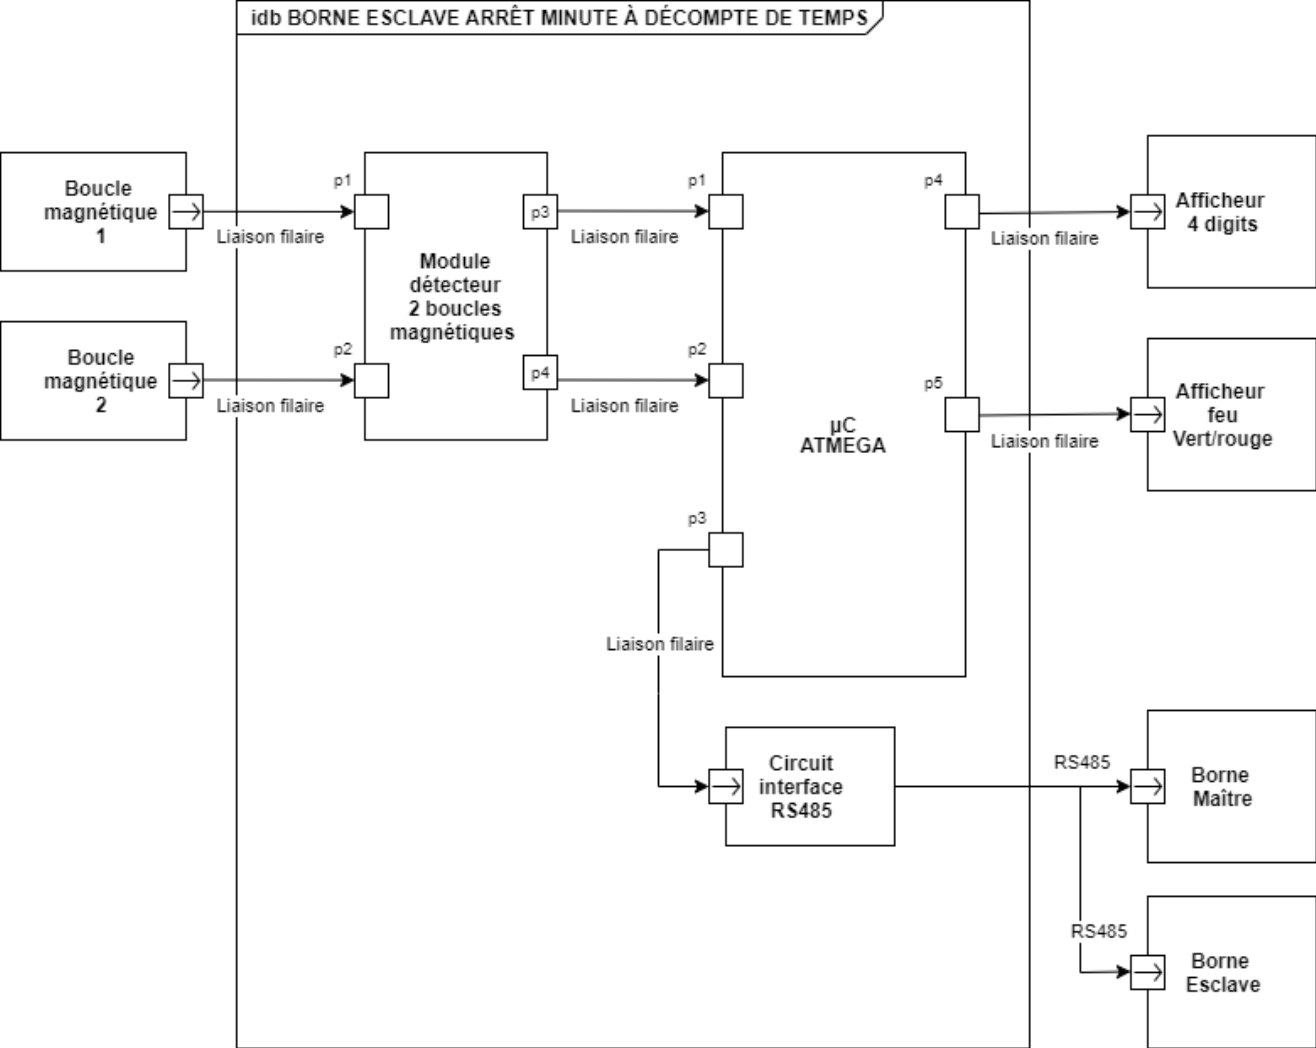 idb BORNE ESCLAVE ARRÊT MINUTE À DÉCOMPTE DE TEMPS
Boucle
magnétique
1
Liaison filaire
p1
Boucle
magnétique
2
Liaison filaire
p2
Module
détecteur
2 boucles
magnétiques
p3
p4
Liaison filaire
Liaison filaire
p1
p2
p3
µC
ATMEGA
p4
p5
Liaison filaire
Liaison filaire
Afficheur
4 digits
Afficheur
feu
Vert/rouge
Liaison filaire
Circuit
interface
RS485
RS485
Borne
Maître
RS485
Borne
Esclave